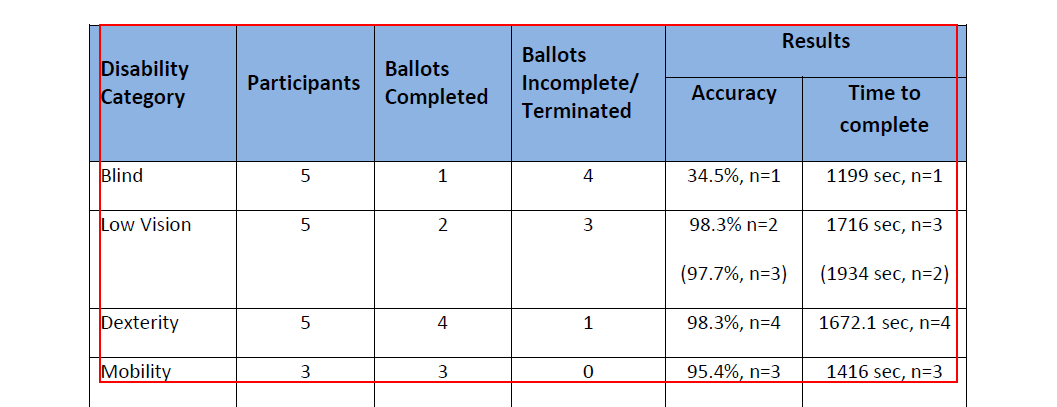 Disability Category Participants Ballots Completed Ballots Incomplete/ Terminated Results
Accuracy Time to complete
Blind 5 1 4 34.5%, n=1 1199 sec, n=1
Low Vision 5 2 3 98.3% n=2 1716 sec, n=3
(97.7%, n=3) (1934 sec, n=2)
Dexterity 5 4 1 98.3%, n=4 1672.1 sec, n=4
Mobility 3 3 0 95.4%, n=3 1416 sec, n=3